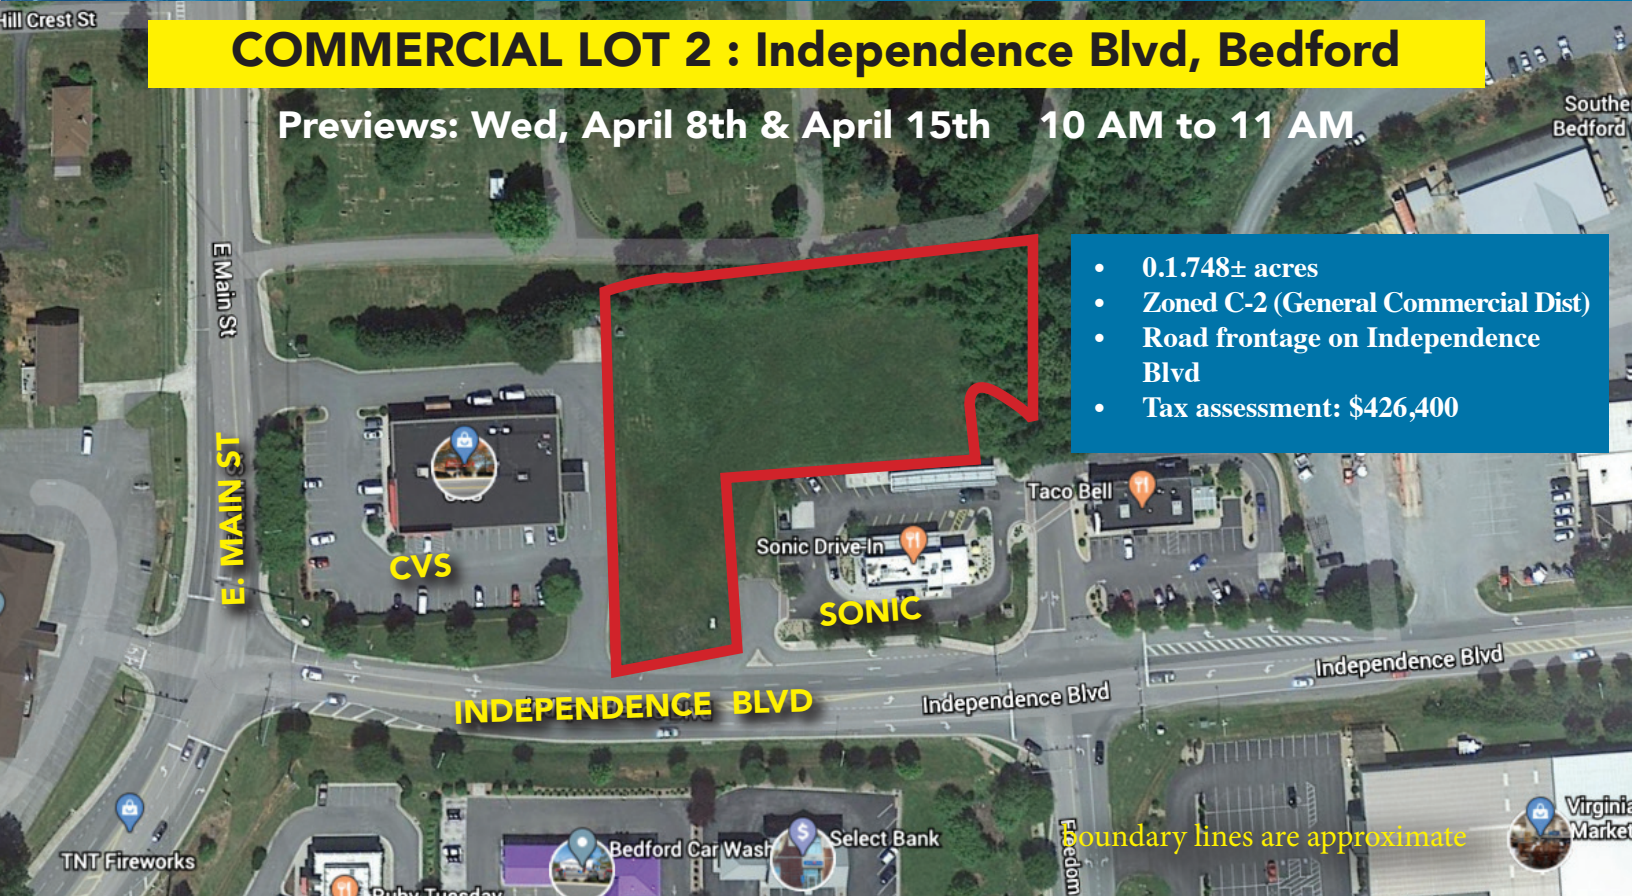 Hill Crest St
COMMERCIAL LOT 2 : Independence Blvd, Bedford
Previews: Wed, April 8th & April 15th 10 AM to 11 AM
Southe
Bedford
E Main St
• 0.1.748± acres
• Zoned C-2 (General Commercial Dist)
• Road frontage on Independence
Blvd
• Tax assessment: $426,400
E. MAIN ST
CVS
Taco Bell
Sonic Drive-In
SONIC
Independence Blvd
INDEPENDENCE BLVD
Independence Blvd
boundary lines are approximate
Virginia
Market
TNT Fireworks
Bedford Car Wash
Select Bank
Ruby Tuesday